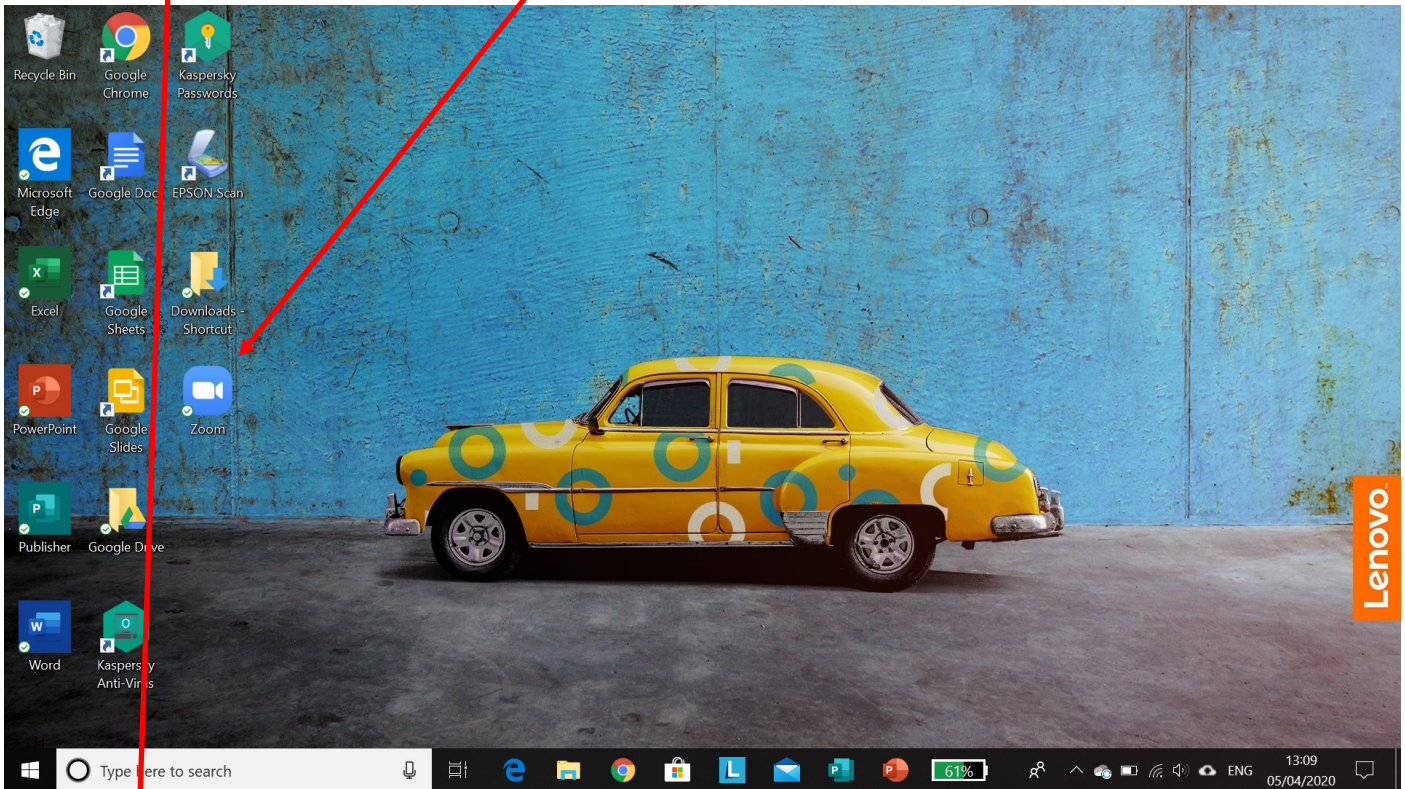 Recycle Bin
Google
Chrome
Kaspersky
Passwords
Microsoft
Edge
Google Docs
EPSON Scan
Excel
Google
Sheets
Downloads -
Shortcut
PowerPoint
Google
Slides
Zoom
Publisher
Google Drive
Word
Kaspersky
Anti-Virus
Lenovo
Type here to search
61%
ENG
13:09
05/04/2020